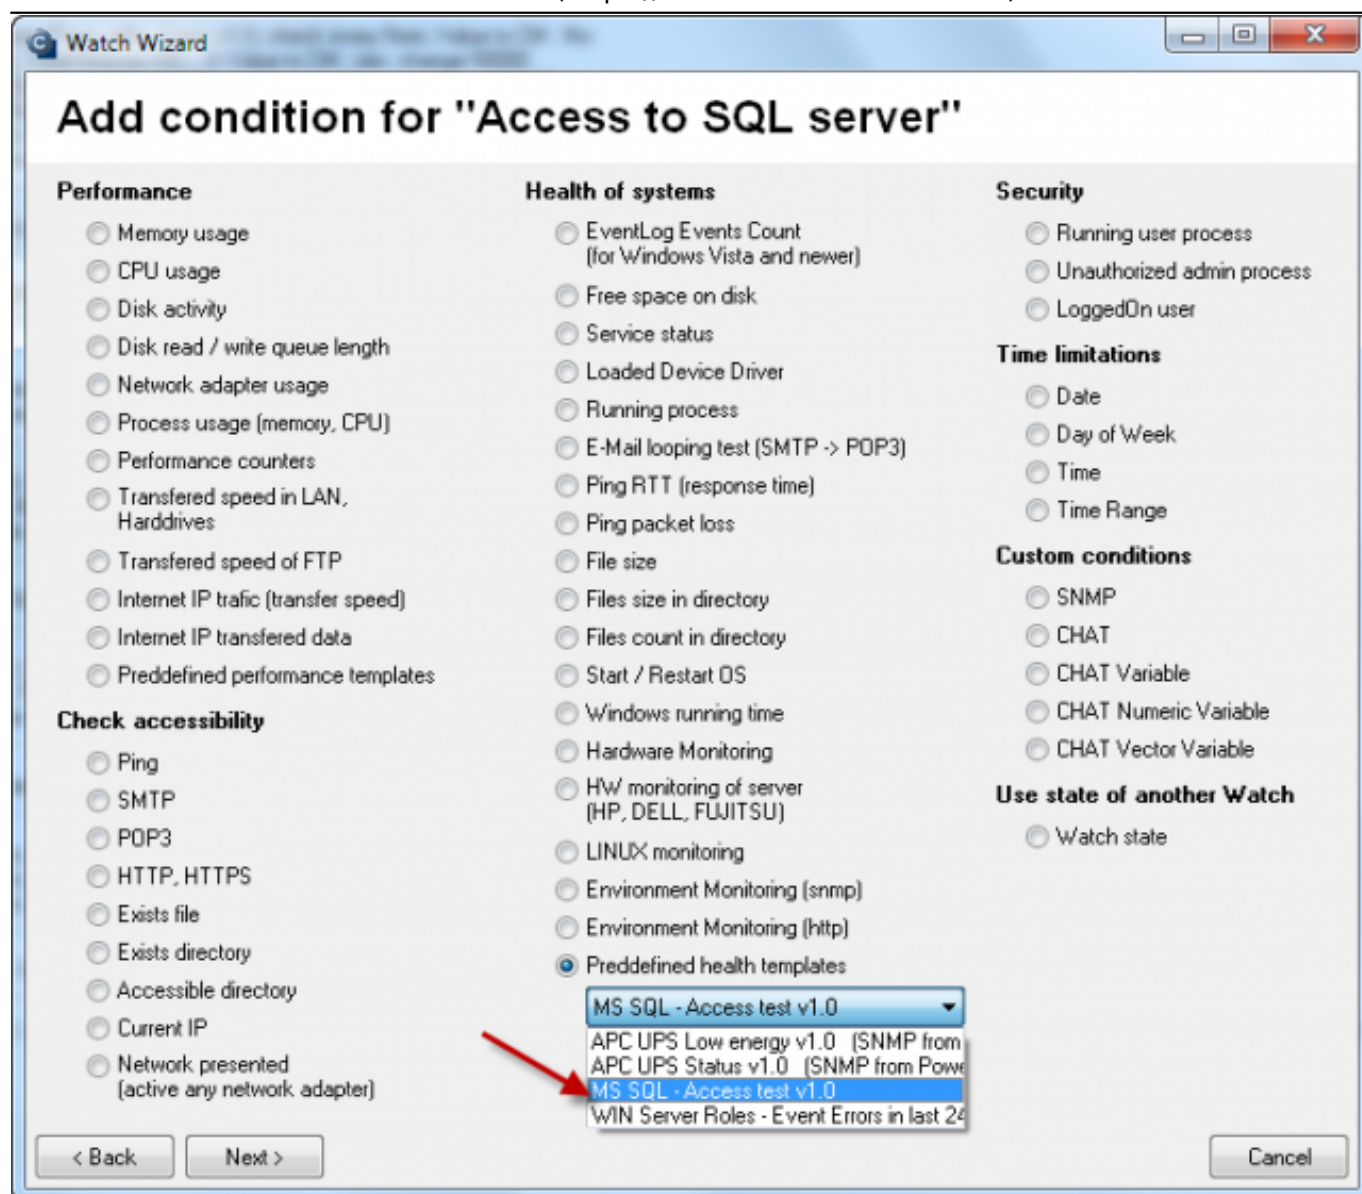 Watch Wizard
Add condition for "Access to SQL server"
Performance
Memory usage
CPU usage
Disk activity
Disk read / write queue length
Network adapter usage
Process usage (memory, CPU)
Performance counters
Transfered speed in LAN,
Harddrives
Transfered speed of FTP
Internet IP trafic (transfer speed)
Internet IP transfered data
Preddefined performance templates
Check accessibility
Ping
SMTP
POP3
HTTP, HTTPS
Exists file
Exists directory
Accessible directory
Current IP
Network presented
(active any network adapter)
Health of systems
EventLog Events Count
(for Windows Vista and newer)
Free space on disk
Service status
Loaded Device Driver
Running process
E-Mail looping test (SMTP -> POP3)
Ping RTT (response time)
Ping packet loss
File size
Files size in directory
Files count in directory
Start / Restart OS
Windows running time
Hardware Monitoring
HW monitoring of server
(HP, DELL, FUJITSU)
LINUX monitoring
Environment Monitoring (snmp)
Environment Monitoring (http)
Preddefined health templates
MS SQL - Access test v1.0
APC UPS Low energy v1.0 (SNMP from
APC UPS Status v1.0 (SNMP from Powe
MS SQL - Access test v1.0
WIN Server Roles - Event Errors in last 24
Security
Running user process
Unauthorized admin process
LoggedOn user
Time limitations
Date
Day of Week
Time
Time Range
Custom conditions
SNMP
CHAT
CHAT Variable
CHAT Numeric Variable
CHAT Vector Variable
Use state of another Watch
Watch state
< Back
Next >
Cancel